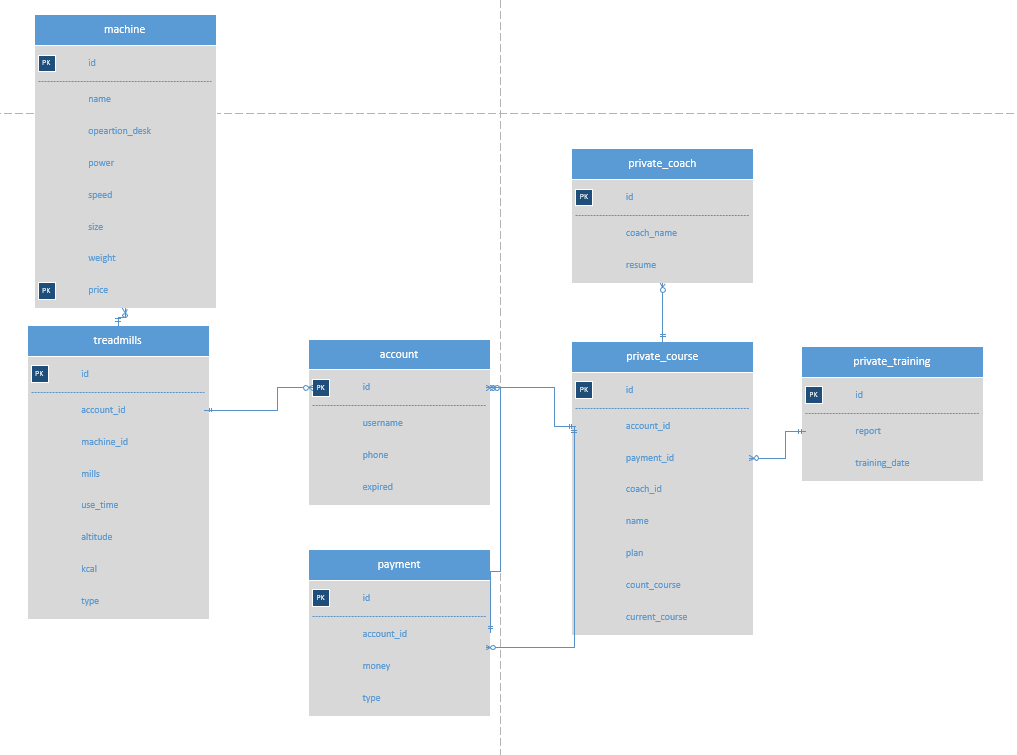 machine
PK id
name
opeartion_desk
power
speed
size
weight
PK price
treadmills
PK id
account_id
machine_id
mills
use_time
altitude
kcal
type
account
PK id
username
phone
expired
payment
PK id
account_id
money
type
private_coach
PK id
coach_name
resume
private_course
PK id
account_id
payment_id
coach_id
name
plan
count_course
current_course
private_training
PK id
report
training_date